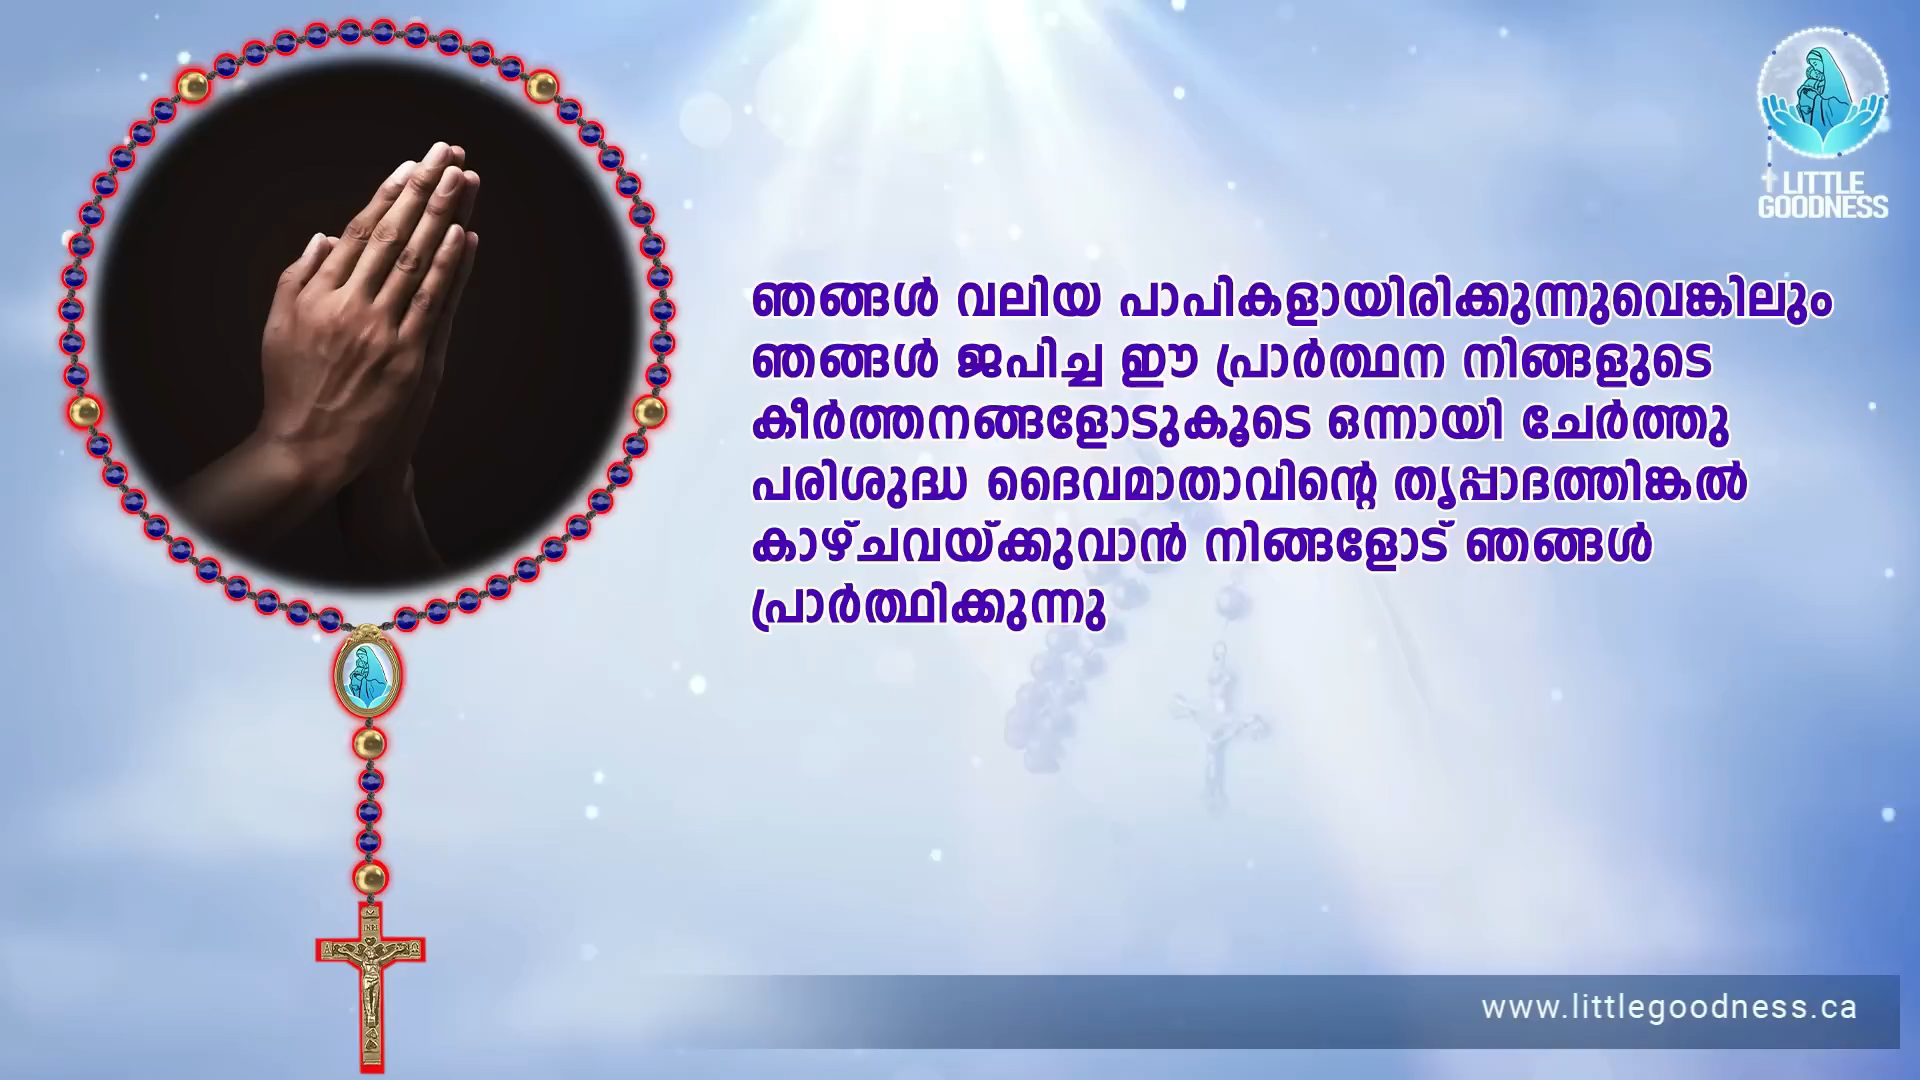 LITTLE
GOODNESS
ഞങ്ങൾ വലിയ പാപികളായിരിക്കുന്നുവെങ്കിലും
ഞങ്ങൾ ജപിച്ച ഈ പ്രാർത്ഥന നിങ്ങളുടെ
കീർത്തനങ്ങളോടുകൂടെ ഒന്നായി ചേർത്തു
പരിശുദ്ധ ദൈവമാതാവിന്റെ തൃപ്പാദത്തിങ്കൽ
കാഴ്ചവയ്ക്കുവാൻ നിങ്ങളോട് ഞങ്ങൾ
പ്രാർത്ഥിക്കുന്നു
INRI
www.littlegoodness.ca